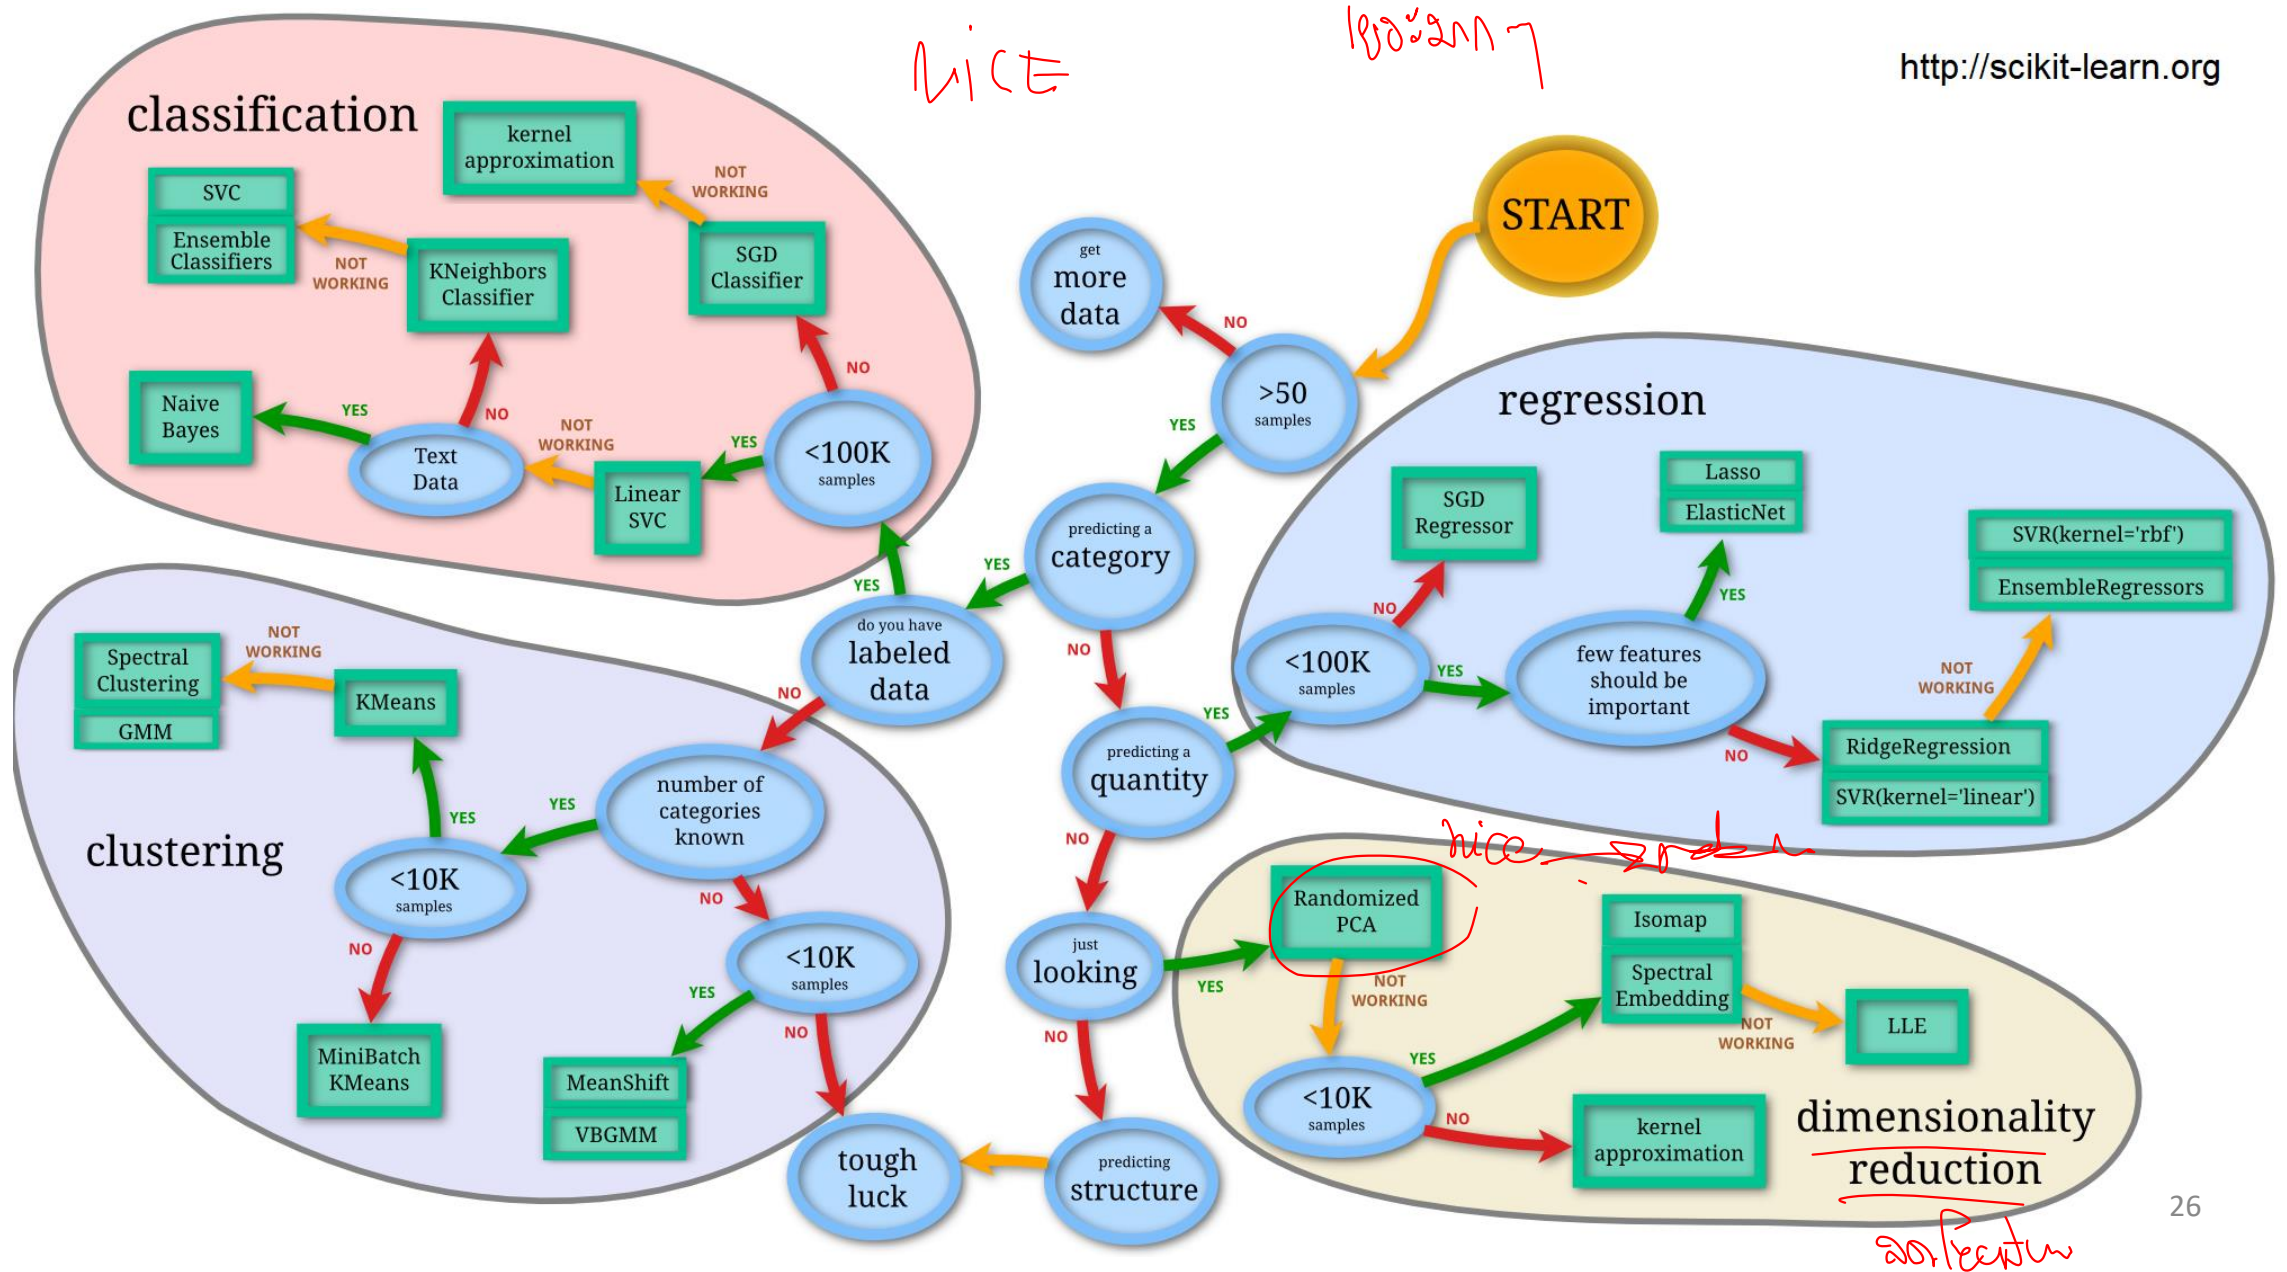 NiCE
http://scikit-learn.org
classification
kernel
approximation
NOT
WORKING
SVC
Ensemble
Classifiers
NOT
WORKING
KNeighbors
Classifier
SGD
Classifier
NO
Naive
Bayes
YES
NO
Text
Data
NOT
WORKING
Linear
SVC
YES
<100K
samples
START
get
more
data
NO
>50
samples
YES
predicting a
category
YES
NO
do you have
labeled
data
YES
NO
predicting a
quantity
YES
NO
just
looking
YES
NO
predicting
structure
tough
luck
regression
SGD
Regressor
NO
<100K
samples
YES
few features
should be
important
YES
Lasso
ElasticNet
NO
RidgeRegression
SVR(kernel='linear')
NOT
WORKING
SVR(kernel='rbf')
EnsembleRegressors
clustering
Spectral
Clustering
GMM
NOT
WORKING
KMeans
YES
<10K
samples
NO
MiniBatch
KMeans
YES
number of
categories
known
NO
<10K
samples
YES
MeanShift
VBGMM
NO
nice
Randomized
PCA
NOT
WORKING
<10K
samples
YES
Isomap
Spectral
Embedding
NOT
WORKING
LLE
NO
kernel
approximation
dimensionality
reduction
26